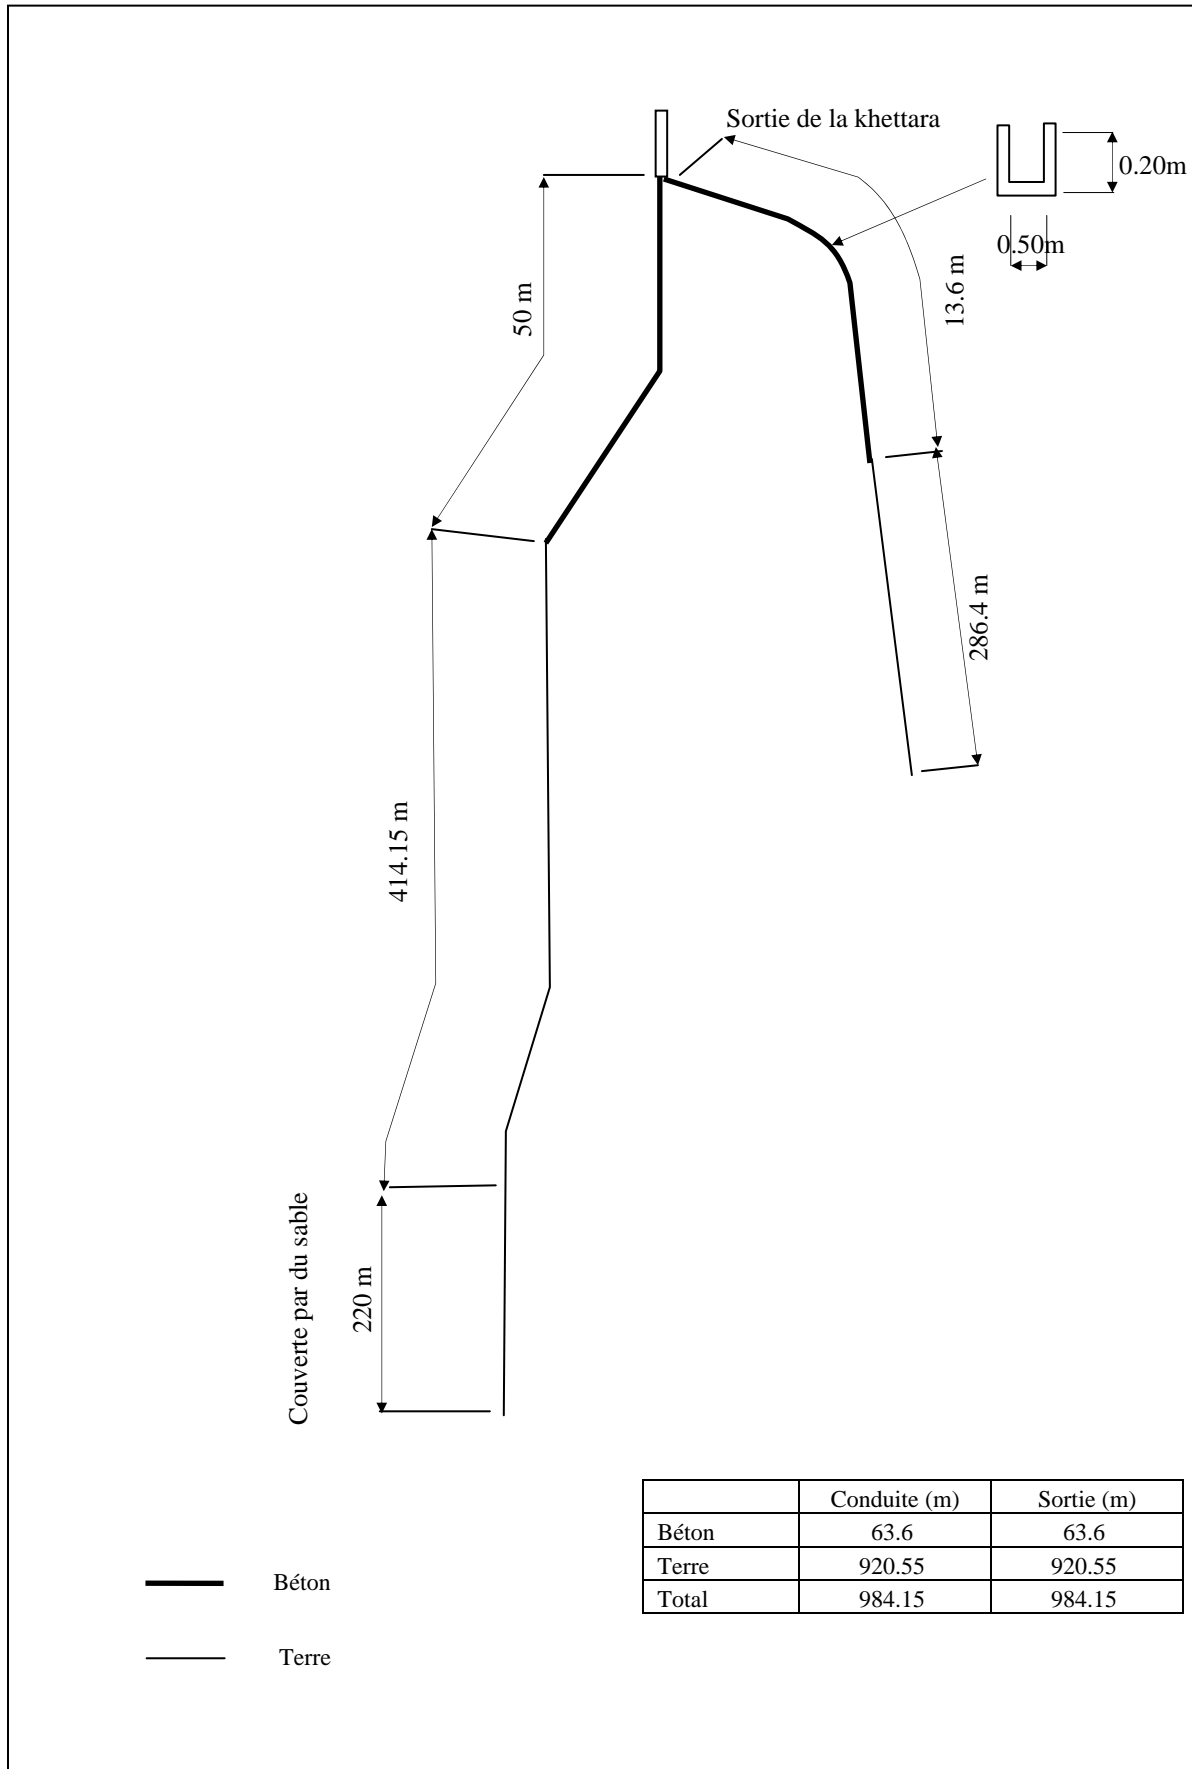 Sortie de la khettara
0.20m
0.50m
50 m
13.6 m
286.4 m
414.15 m
Couverte par du sable
220 m
Conduite (m) Sortie (m)
Béton 63.6 63.6
Terre 920.55 920.55
Total 984.15 984.15
Béton
Terre